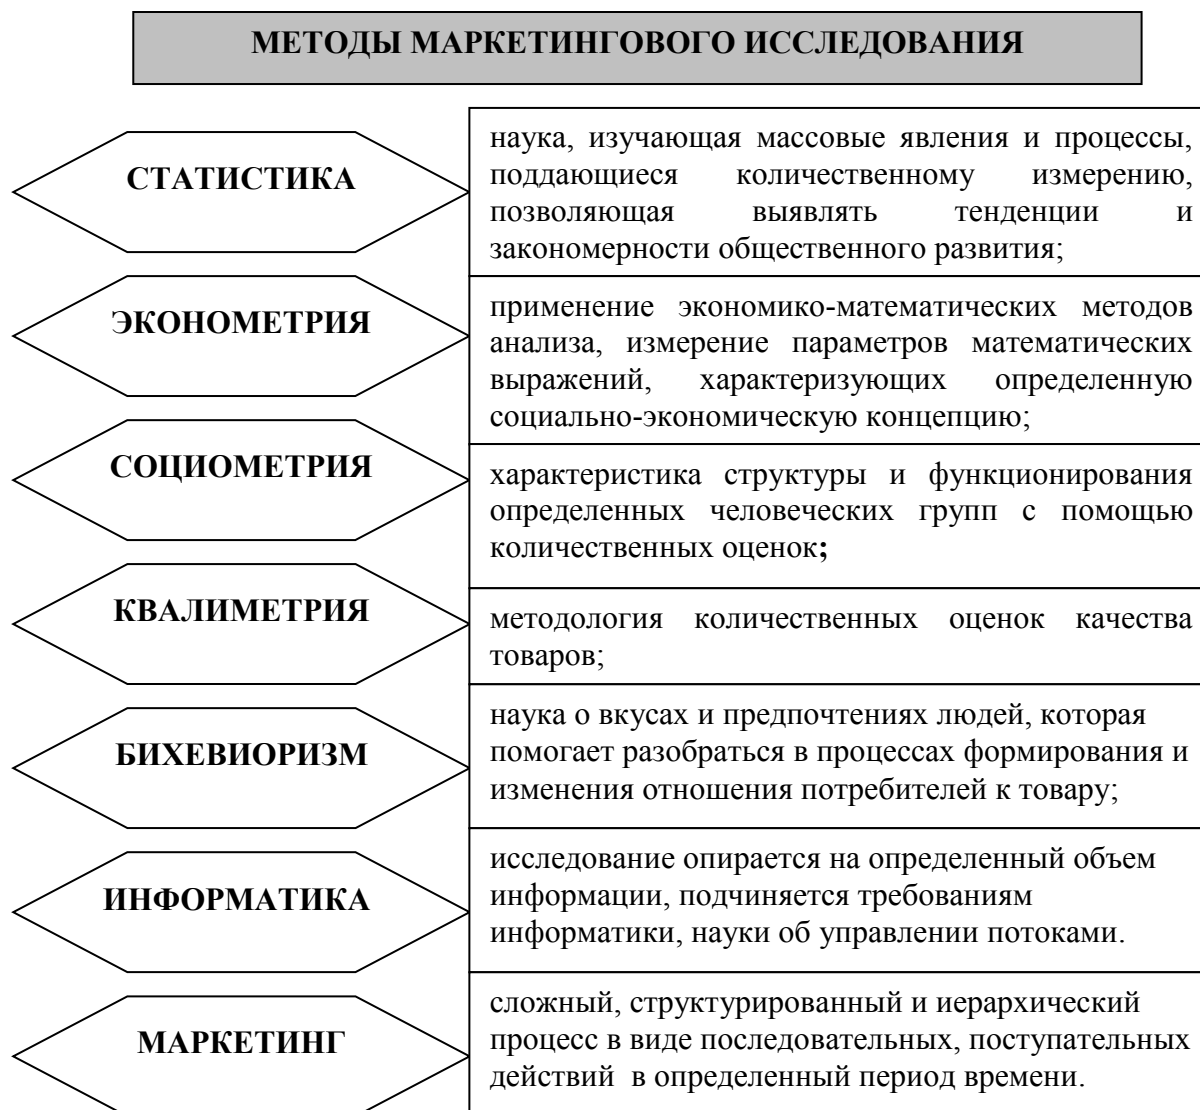 МЕТОДЫ МАРКЕТИНГОВОГО ИССЛЕДОВАНИЯ
СТАТИСТИКА
наука, изучающая массовые явления и процессы,
поддающиеся количественному измерению,
позволяющая выявлять тенденции и
закономерности общественного развития;
ЭКОНОМЕТРИЯ
применение экономико-математических методов
анализа, измерение параметров математических
выражений, характеризующих определенную
социально-экономическую концепцию;
СОЦИОМЕТРИЯ
характеристика структуры и функционирования
определенных человеческих групп с помощью
количественных оценок;
КВАЛИМЕТРИЯ
методология количественных оценок качества
товаров;
БИХЕВИОРИЗМ
наука о вкусах и предпочтениях людей, которая
помогает разобраться в процессах формирования и
изменения отношения потребителей к товару;
ИНФОРМАТИКА
исследование опирается на определенный объем
информации, подчиняется требованиям
информатики, науки об управлении потоками.
МАРКЕТИНГ
сложный, структурированный и иерархический
процесс в виде последовательных, поступательных
действий в определенный период времени.